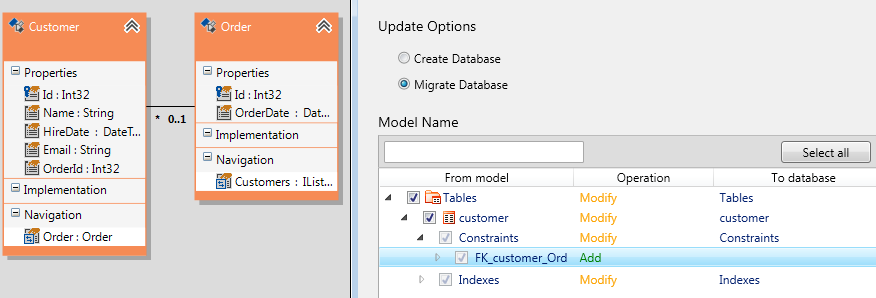 Customer
Properties
Id : Int32
Name : String
HireDate : DateT...
Email : String
OrderId : Int32
Implementation
Navigation
Order : Order
* 0..1
Order
Properties
Id : Int32
OrderDate : Dat...
Implementation
Navigation
Customers : IList...
Update Options
Create Database
Migrate Database
Model Name
Select all
From model Operation To database
Tables Modify Tables
customer Modify customer
Constraints Modify Constraints
FK_customer_Ord Add
Indexes Modify Indexes